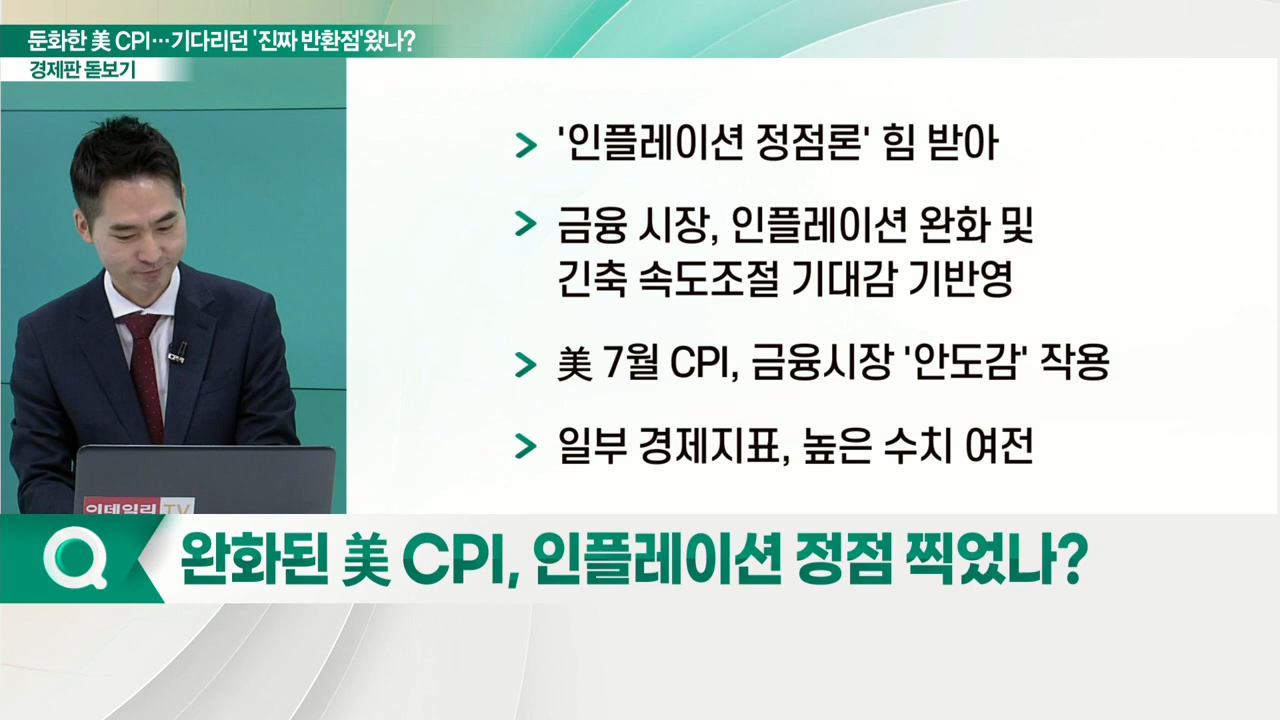 둔화한 美 CPI…기다리던 '진짜 반환점'왔나?
경제판 돋보기
> '인플레이션 정점론' 힘 받아
> 금융 시장, 인플레이션 완화 및
긴축 속도조절 기대감 기반영
> 美 7월 CPI, 금융시장 '안도감' 작용
> 일부 경제지표, 높은 수치 여전
이데일리 TV
Q 완화된 美 CPI, 인플레이션 정점 찍었나?